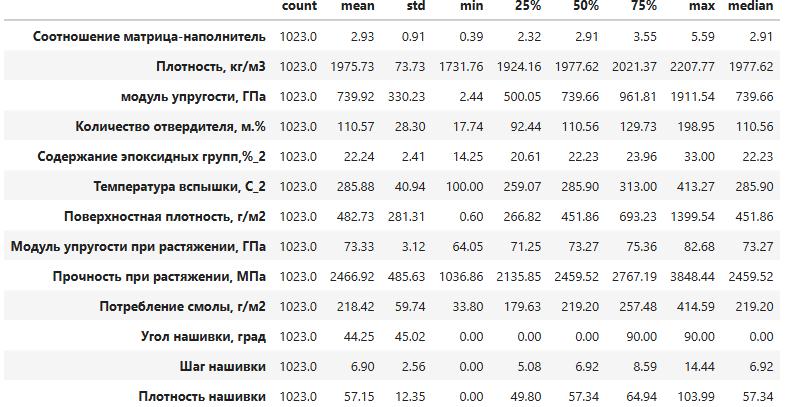 count mean std min 25% 50% 75% max median
Соотношение матрица-наполнитель 1023.0 2.93 0.91 0.39 2.32 2.91 3.55 5.59 2.91
Плотность, кг/м3 1023.0 1975.73 73.73 1731.76 1924.16 1977.62 2021.37 2207.77 1977.62
модуль упругости, ГПа 1023.0 739.92 330.23 2.44 500.05 739.66 961.81 1911.54 739.66
Количество отвердителя, м.% 1023.0 110.57 28.30 17.74 92.44 110.56 129.73 198.95 110.56
Содержание эпоксидных групп,%_2 1023.0 22.24 2.41 14.25 20.61 22.23 23.96 33.00 22.23
Температура вспышки, С_2 1023.0 285.88 40.94 100.00 259.07 285.90 313.00 413.27 285.90
Поверхностная плотность, г/м2 1023.0 482.73 281.31 0.60 266.82 451.86 693.23 1399.54 451.86
Модуль упругости при растяжении, ГПа 1023.0 73.33 3.12 64.05 71.25 73.27 75.36 82.68 73.27
Прочность при растяжении, МПа 1023.0 2466.92 485.63 1036.86 2135.85 2459.52 2767.19 3848.44 2459.52
Потребление смолы, г/м2 1023.0 218.42 59.74 33.80 179.63 219.20 257.48 414.59 219.20
Угол нашивки, град 1023.0 44.25 45.02 0.00 0.00 0.00 90.00 90.00 0.00
Шаг нашивки 1023.0 6.90 2.56 0.00 5.08 6.92 8.59 14.44 6.92
Плотность нашивки 1023.0 57.15 12.35 0.00 49.80 57.34 64.94 103.99 57.34